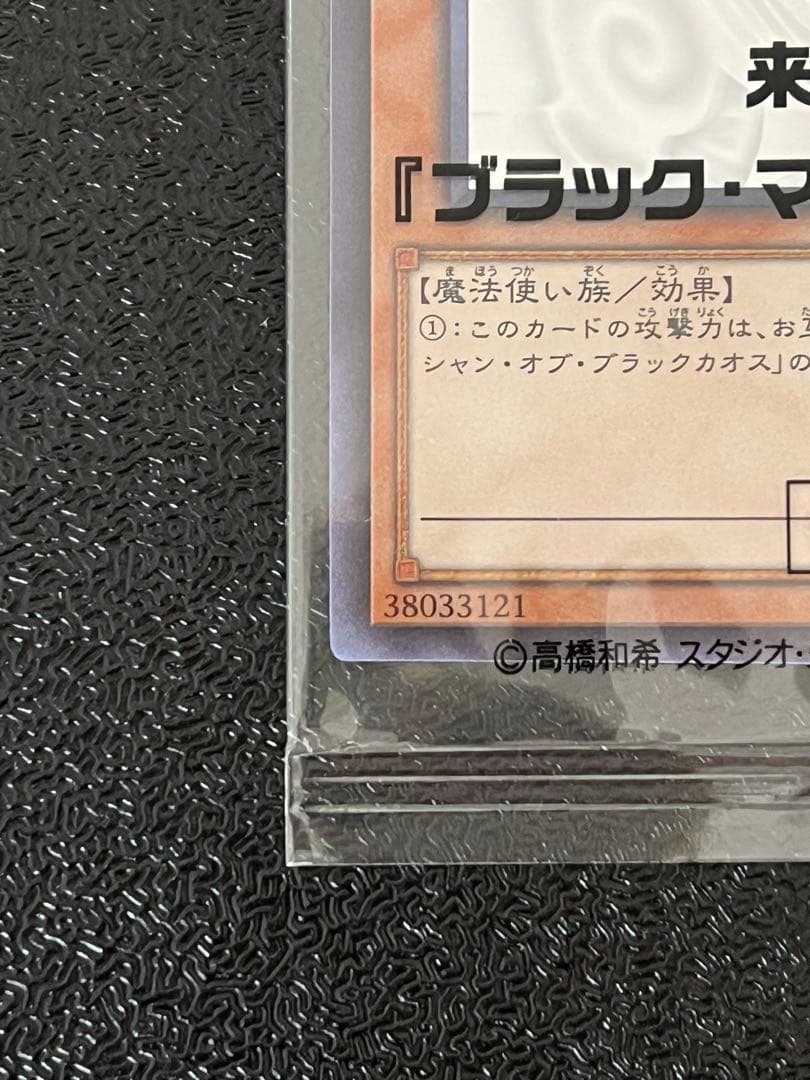 来
『ブラック・マ
【魔法使い族／効果】
①：このカードの攻撃力は、お互
シャン・オブ・ブラックカオス」の
38033121
©高橋和希 スタジオ・